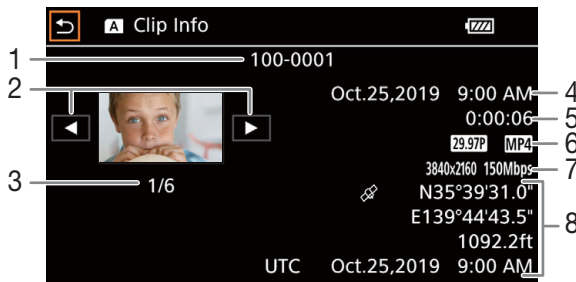 A Clip Info
1 100-0001
2
Oct.25,2019 9:00 AM 4
0:00:06 5
29.97P MP4 6
3840x2160 150Mbps 7
3 1/6
N35°39'31.0"
E139°44'43.5" 8
1092.2ft
UTC Oct.25,2019 9:00 AM